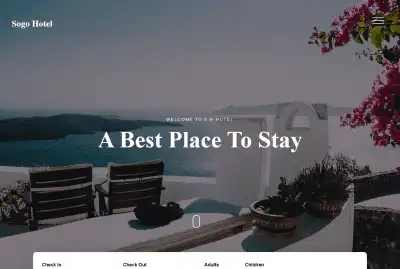 Sogo Hotel
WELCOME TO 5 ★ HOTEL
A Best Place To Stay
Check In Check Out Adults Children